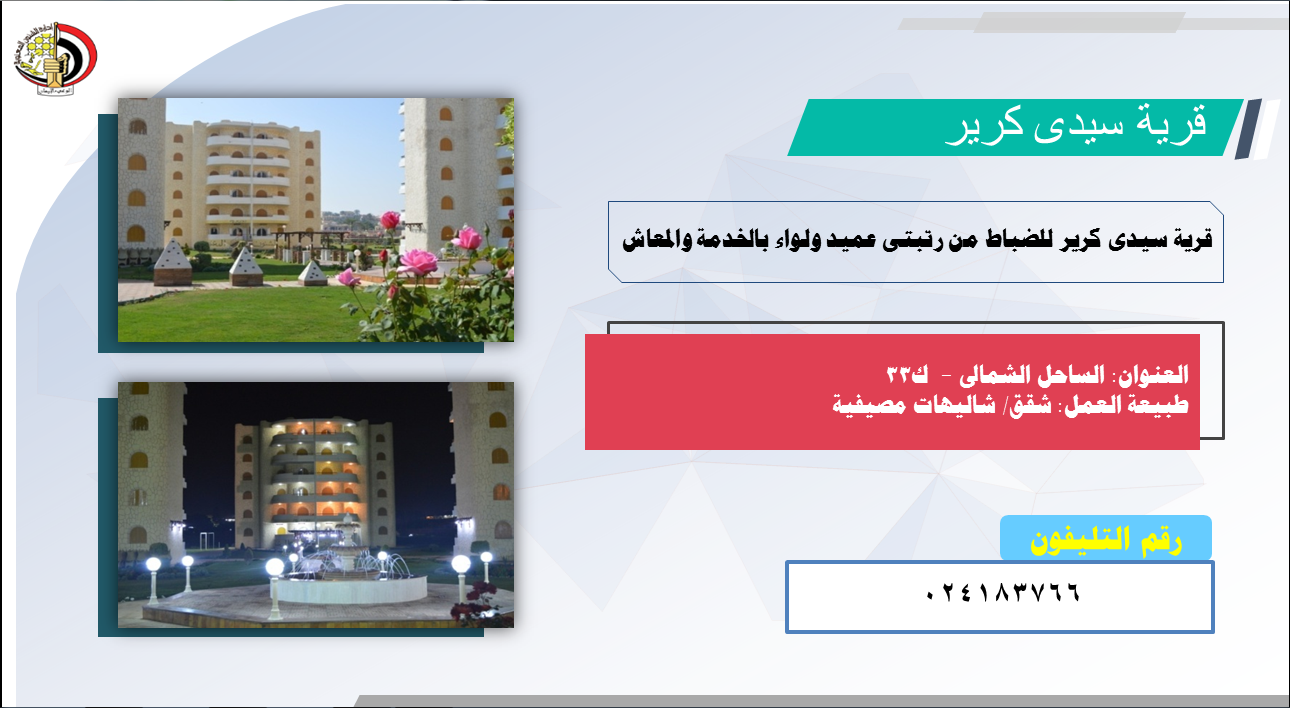 قرية سيدى كرير
قرية سيدى كرير للضباط من رتبتى عميد ولواء بالخدمة والمعاش
العنوان: الساحل الشمالى - ك٣٣
طبيعة العمل: شقق/ شاليهات مصيفية
رقم التليفون
٠٢٤١٨٣٧٦٦